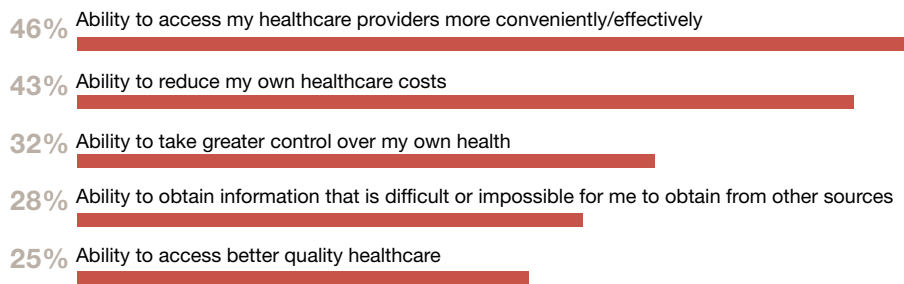 46% Ability to access my healthcare providers more conveniently/effectively
43% Ability to reduce my own healthcare costs
32% Ability to take greater control over my own health
28% Ability to obtain information that is difficult or impossible for me to obtain from other sources
25% Ability to access better quality healthcare